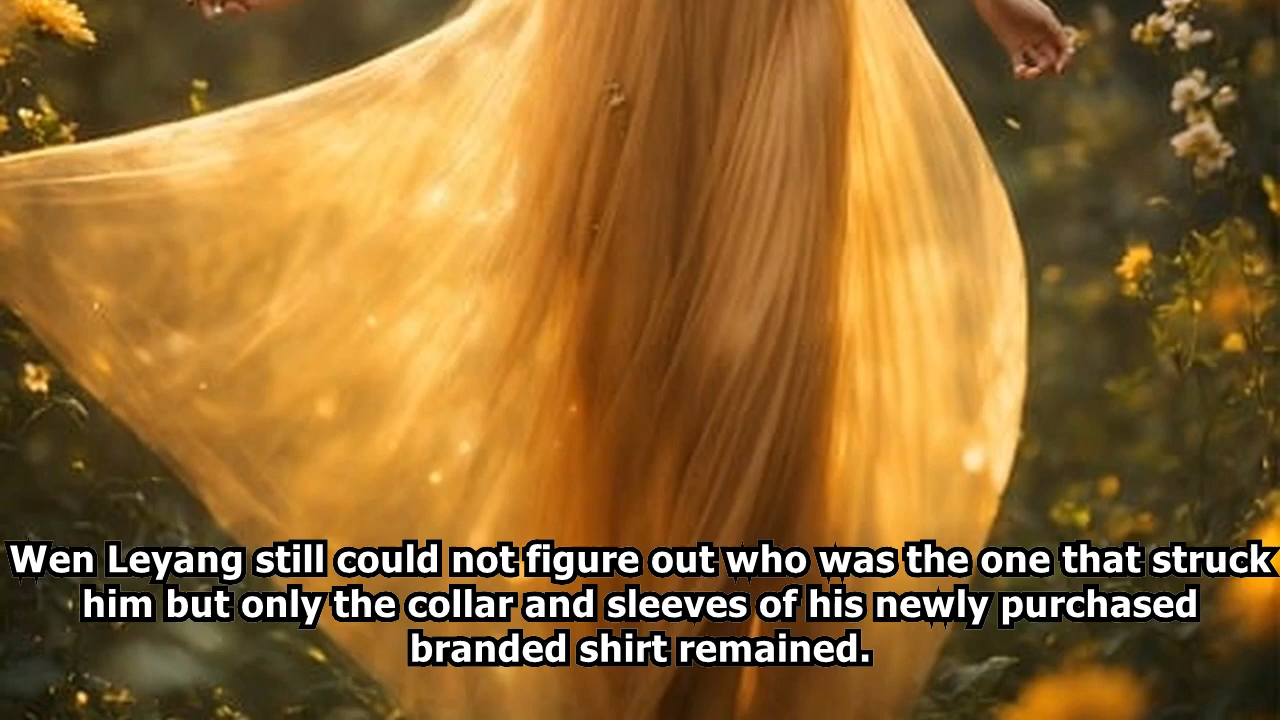 Wen Leyang still could not figure out who was the one that struck
him but only the collar and sleeves of his newly purchased
branded shirt remained.